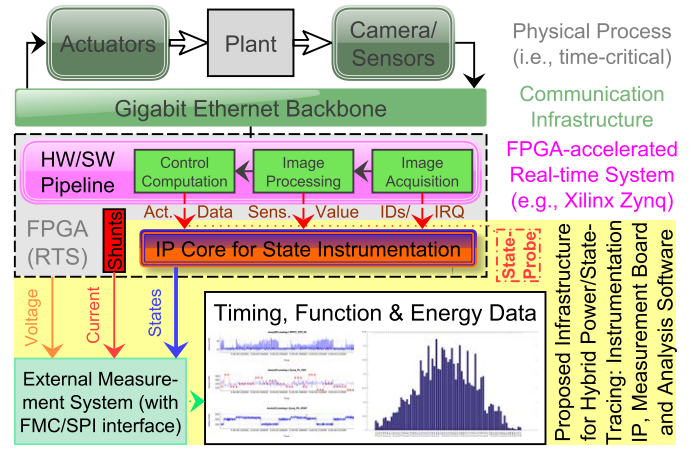 Actuators
Plant
Camera/
Sensors
Physical Process
(i.e., time-critical)
Gigabit Ethernet Backbone
Communication
Infrastructure
HW/SW
Pipeline
Control
Computation
Image
Processing
Image
Acquisition
FPGA-accelerated
Real-time System
(e.g., Xilinx Zynq)
Act. Data Sens. Value IDs/ IRQ
FPGA
(RTS)
Shunts
IP Core for State Instrumentation
State-
Probe
Voltage
Current
States
Timing, Function & Energy Data
External Measure-
ment System (with
FMC/SPI interface)
Proposed Infrastructure
for Hybrid Power/State-
Tracing: Instrumentation
IP, Measurement Board
and Analysis Software